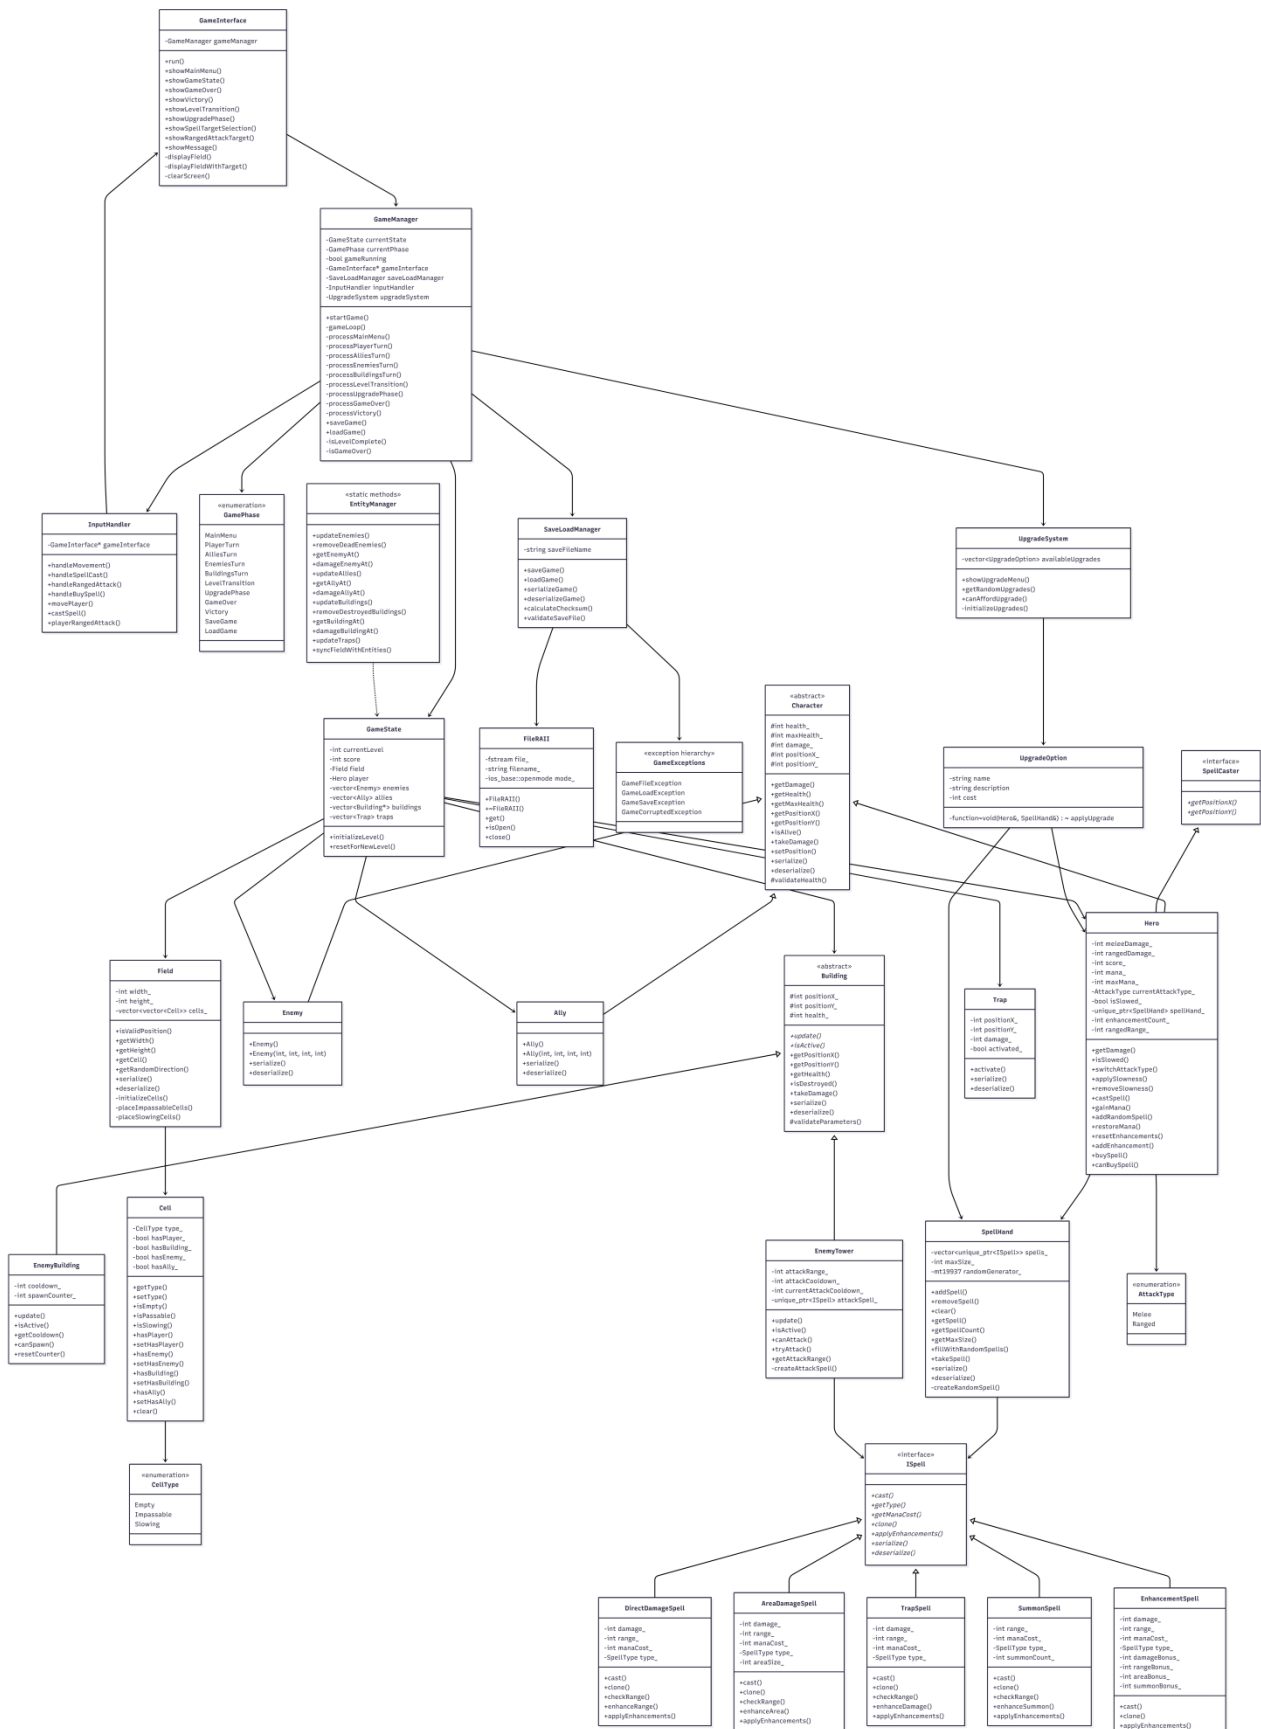 GameInterface
-GameManager gameManager
+run()
+showMainMenu()
+showGameState()
+showGameOver()
+showVictory()
+showLevelTransition()
+showUpgradePhase()
+showSpellTargetSelection()
+showRangedAttackTarget()
+showMessage()
-displayField()
-displayFieldWithTarget()
-clearScreen()
GameManager
-GameState currentState
-GamePhase currentPhase
-bool gameRunning
-GameInterface* gameInterface
-SaveLoadManager saveLoadManager
-InputHandler inputHandler
-UpgradeSystem upgradeSystem
+startGame()
-gameLoop()
-processMainMenu()
-processPlayerTurn()
-processAlliesTurn()
-processEnemiesTurn()
-processBuildingsTurn()
-processLevelTransition()
-processUpgradePhase()
-processGameOver()
-processVictory()
+saveGame()
+loadGame()
-isLevelComplete()
-isGameOver()
InputHandler
-GameInterface* gameInterface
+handleMovement()
+handleSpellCast()
+handleRangedAttack()
+handleBuySpell()
+movePlayer()
+castSpell()
+playerRangedAttack()
«enumeration»
GamePhase
MainMenu
PlayerTurn
AlliesTurn
EnemiesTurn
BuildingsTurn
LevelTransition
UpgradePhase
GameOver
Victory
SaveGame
LoadGame
«static methods»
EntityManager
+updateEnemies()
+removeDeadEnemies()
+getEnemyAt()
+damageEnemyAt()
+updateAllies()
+getAllyAt()
+damageAllyAt()
+updateBuildings()
+removeDestroyedBuildings()
+getBuildingAt()
+damageBuildingAt()
+updateTraps()
+syncFieldWithEntities()
SaveLoadManager
-string saveFileName
+saveGame()
+loadGame()
+serializeGame()
+deserializeGame()
+calculateChecksum()
+validateSaveFile()
UpgradeSystem
-vector<UpgradeOption> availableUpgrades
+showUpgradeMenu()
+getRandomUpgrades()
+canAffordUpgrade()
-initializeUpgrades()
GameState
-int currentLevel
-int score
-Field field
-Hero player
-vector<Enemy> enemies
-vector<Ally> allies
-vector<Building*> buildings
-vector<Trap> traps
+initializeLevel()
+resetForNewLevel()
FileRAII
-fstream file_
-string filename_
-ios_base::openmode mode_
+FileRAII()
+~FileRAII()
+get()
+isOpen()
+close()
«exception hierarchy»
GameExceptions
GameFileException
GameLoadException
GameSaveException
GameCorruptedException
«abstract»
Character
#int health_
#int maxHealth_
#int damage_
#int positionX_
#int positionY_
+getDamage()
+getHealth()
+getMaxHealth()
+getPositionX()
+getPositionY()
+isAlive()
+takeDamage()
+setPosition()
+serialize()
+deserialize()
#validateHealth()
UpgradeOption
-string name
-string description
-int cost
-function~void(Hero&, SpellHand&) : ~ applyUpgrade
«interface»
SpellCaster
+getPositionX()
+getPositionY()
Field
-int width_
-int height_
-vector<vector<Cell>> cells_
+isValidPosition()
+getWidth()
+getHeight()
+getCell()
+getRandomDirection()
+serialize()
+deserialize()
-initializeCells()
-placeImpassableCells()
-placeSlowingCells()
Enemy
+Enemy()
+Enemy(int, int, int, int)
+serialize()
+deserialize()
Ally
+Ally()
+Ally(int, int, int, int)
+serialize()
+deserialize()
«abstract»
Building
#int positionX_
#int positionY_
#int health_
+update()
+isActive()
+getPositionX()
+getPositionY()
+getHealth()
+isDestroyed()
+takeDamage()
+serialize()
+deserialize()
#validateParameters()
Trap
-int positionX_
-int positionY_
-int damage_
-bool activated_
+activate()
+serialize()
+deserialize()
Hero
-int meleeDamage_
-int rangedDamage_
-int score_
-int mana_
-int maxMana_
-AttackType currentAttackType_
-bool isSlowed_
-unique_ptr<SpellHand> spellHand_
-int enhancementCount_
-int rangedRange_
+getDamage()
+isSlowed()
+switchAttackType()
+applySlowness()
+removeSlowness()
+castSpell()
+gainMana()
+addRandomSpell()
+restoreMana()
+resetEnhancements()
+addEnhancement()
+buySpell()
+canBuySpell()
EnemyBuilding
-int cooldown_
-int spawnCounter_
+update()
+isActive()
+getCooldown()
+canSpawn()
+resetCounter()
Cell
-CellType type_
-bool hasPlayer_
-bool hasBuilding_
-bool hasEnemy_
-bool hasAlly_
+getType()
+setType()
+isEmpty()
+isPassable()
+isSlowing()
+hasPlayer()
+setHasPlayer()
+hasEnemy()
+setHasEnemy()
+hasBuilding()
+setHasBuilding()
+hasAlly()
+setHasAlly()
+clear()
EnemyTower
-int attackRange_
-int attackCooldown_
-int currentAttackCooldown_
-unique_ptr<ISpell> attackSpell_
+update()
+isActive()
+canAttack()
+tryAttack()
+getAttackRange()
-createAttackSpell()
SpellHand
-vector<unique_ptr<ISpell>> spells_
-int maxSize_
-mt19937 randomGenerator_
+addSpell()
+removeSpell()
+clear()
+getSpell()
+getSpellCount()
+getMaxSize()
+fillWithRandomSpells()
+takeSpell()
+serialize()
+deserialize()
-createRandomSpell()
«enumeration»
AttackType
Melee
Ranged
«enumeration»
CellType
Empty
Impassable
Slowing
«interface»
ISpell
+cast()
+getType()
+getManaCost()
+clone()
+applyEnhancements()
+serialize()
+deserialize()
DirectDamageSpell
-int damage_
-int range_
-int manaCost_
-SpellType type_
+cast()
+clone()
+checkRange()
+enhanceRange()
+applyEnhancements()
AreaDamageSpell
-int damage_
-int range_
-int manaCost_
-SpellType type_
-int areaSize_
+cast()
+clone()
+checkRange()
+enhanceArea()
+applyEnhancements()
TrapSpell
-int damage_
-int range_
-int manaCost_
-SpellType type_
+cast()
+clone()
+checkRange()
+enhanceDamage()
+applyEnhancements()
SummonSpell
-int range_
-int manaCost_
-SpellType type_
-int summonCount_
+cast()
+clone()
+checkRange()
+enhanceSummon()
+applyEnhancements()
EnhancementSpell
-int damage_
-int range_
-int manaCost_
-SpellType type_
-int damageBonus_
-int rangeBonus_
-int areaBonus_
-int summonBonus_
+cast()
+clone()
+applyEnhancements()